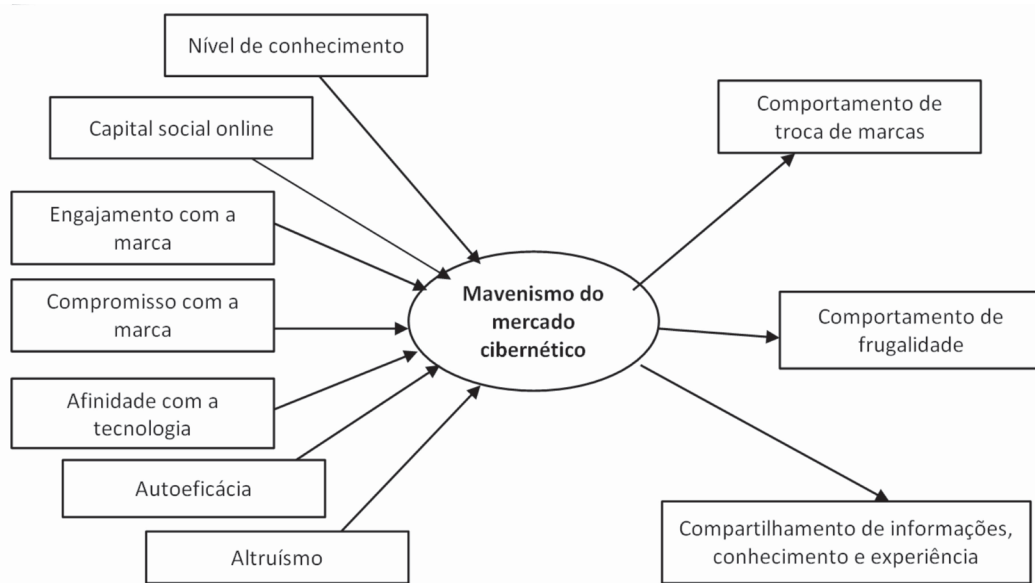 Nível de conhecimento
Capital social online
Engajamento com a
marca
Compromisso com a
marca
Afinidade com a
tecnologia
Autoeficácia
Altruísmo
Mavenismo do
mercado
cibernético
Comportamento de
troca de marcas
Comportamento de
frugalidade
Compartilhamento de informações,
conhecimento e experiência